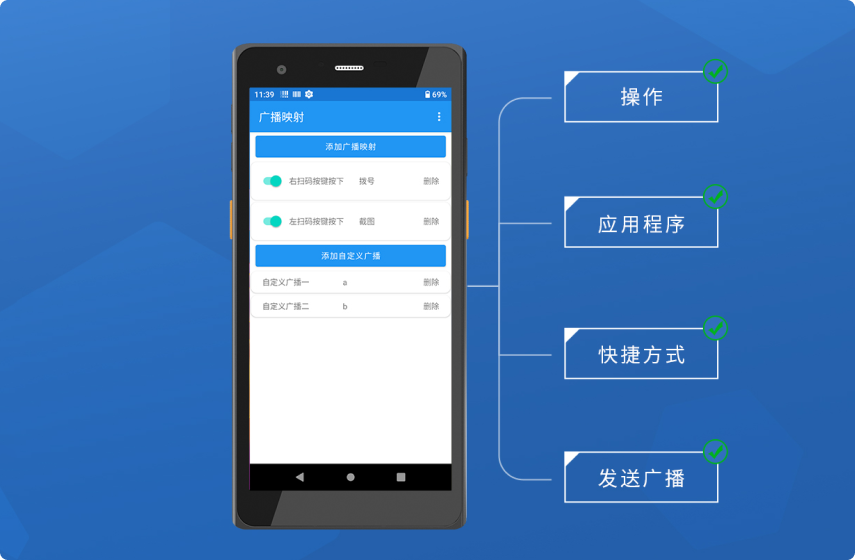 11:39 69%
广播映射
添加广播映射
右扫码按键按下 拨号 删除
左扫码按键按下 截图 删除
添加自定义广播
自定义广播一 a 删除
自定义广播二 b 删除
操作
应用程序
快捷方式
发送广播